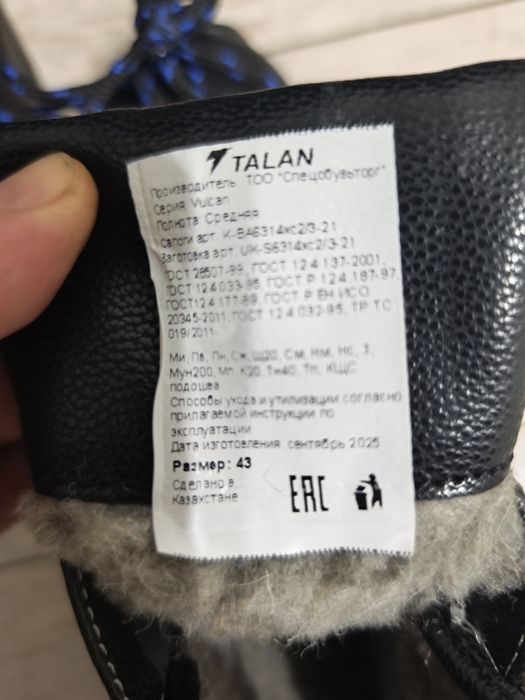 TALAN
Производитель ТОО "Спецобувьторг"
Серия Vulcan
Полнота Средняя
Сапоги арт. К-ВА6314кс2/3-21
Заготовка арт. UK-S6314кс2/3-21
ГОСТ 28507-99, ГОСТ 12.4.137-2001,
ГОСТ 12.4.033-95, ГОСТ Р 12.4.187-97,
ГОСТ12.4.177-89, ГОСТ Р ЕН ИСО
20345-2011, ГОСТ 12.4.032-95, ТР ТС
019/2011
Ми, Пв, Пн, Сж, Щ20, См, Нм, Нс, З,
Мун200, Мп, К20, Тн40, Тп, КЩС
подошва
Способы ухода и утилизации согласно
прилагаемой инструкции по
эксплуатации
Дата изготовления сентябрь 2025
Размер: 43
Сделано в
Казахстане
EAC